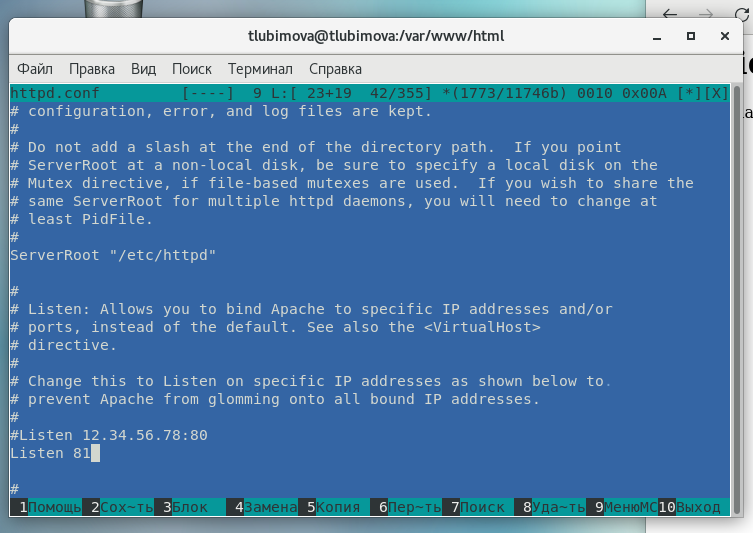 tlubimova@tlubimova:/var/www/html
Файл Правка Вид Поиск Терминал Справка
httpd.conf [----] 9 L:[ 23+19 42/355] *(1773/11746b) 0010 0x00A [*][X]
# configuration, error, and log files are kept.
#
# Do not add a slash at the end of the directory path.  If you point
# ServerRoot at a non-local disk, be sure to specify a local disk on the
# Mutex directive, if file-based mutexes are used.  If you wish to share the
# same ServerRoot for multiple httpd daemons, you will need to change at
# least PidFile.
#
ServerRoot "/etc/httpd"
#
# Listen: Allows you to bind Apache to specific IP addresses and/or
# ports, instead of the default. See also the <VirtualHost>
# directive.
#
# Change this to Listen on specific IP addresses as shown below to.
# prevent Apache from glomming onto all bound IP addresses.
#
#Listen 12.34.56.78:80
Listen 81
#
1Помощь 2Сох~ть 3Блок 4Замена 5Копия 6Пер~ть 7Поиск 8Уда~ть 9МенюMC 10Выход